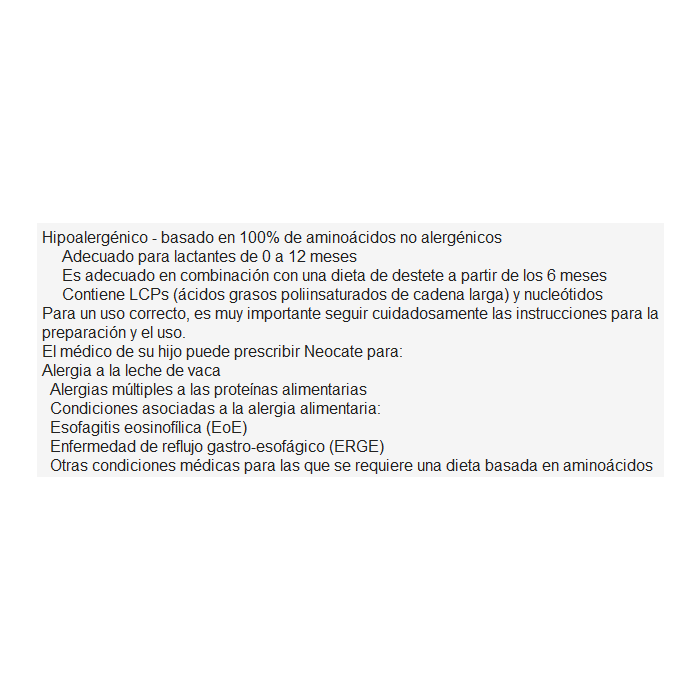 Hipoalergénico - basado en 100% de aminoácidos no alergénicos
Adecuado para lactantes de 0 a 12 meses
Es adecuado en combinación con una dieta de destete a partir de los 6 meses
Contiene LCPs (ácidos grasos poliinsaturados de cadena larga) y nucleótidos
Para un uso correcto, es muy importante seguir cuidadosamente las instrucciones para la
preparación y el uso.
El médico de su hijo puede prescribir Neocate para:
Alergia a la leche de vaca
Alergias múltiples a las proteínas alimentarias
Condiciones asociadas a la alergia alimentaria:
Esofagitis eosinofílica (EoE)
Enfermedad de reflujo gastro-esofágico (ERGE)
Otras condiciones médicas para las que se requiere una dieta basada en aminoácidos